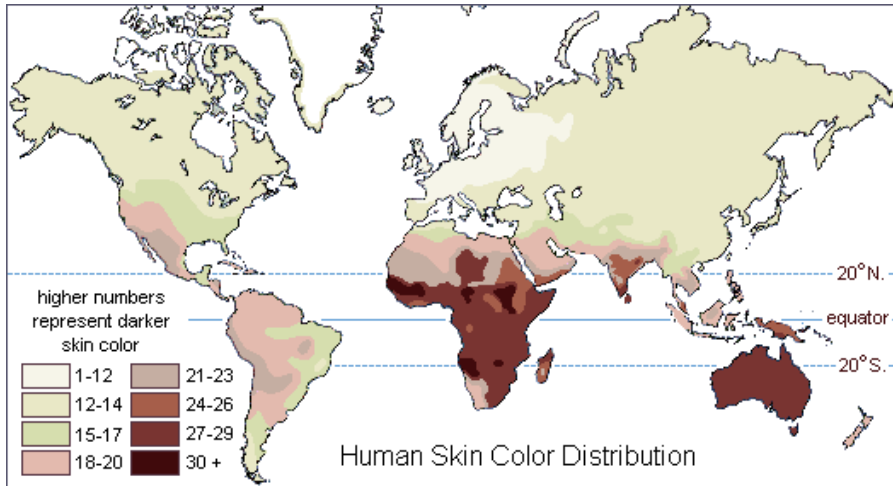 20°N.
higher numbers
represent darker
skin color
equator
1-12
21-23
20°S.
12-14
24-26
15-17
27-29
18-20
30 +
Human Skin Color Distribution